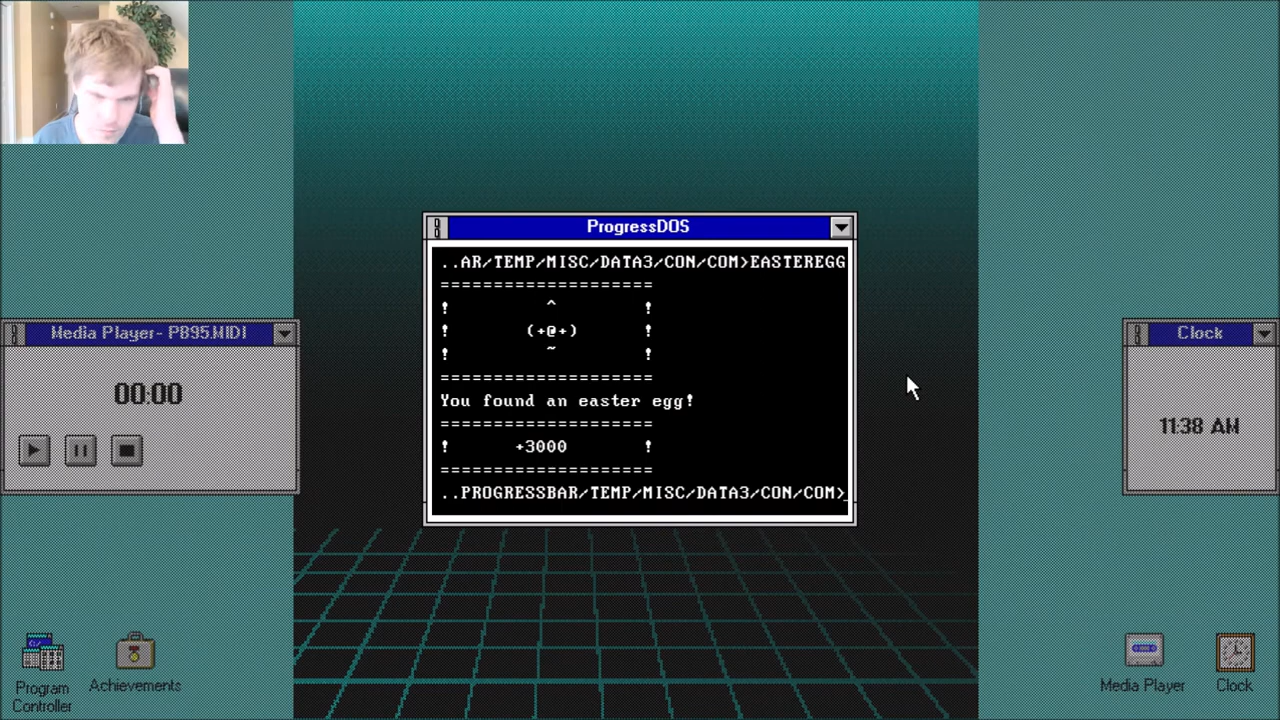 ProgressDOS
..AR/TEMP/MISC/DATA3/CON/COM>EASTEREGG
====================
!         ^         !
!       (+@+)       !
!         ~         !
====================
You found an easter egg!
====================
!      +3000        !
====================
..PROGRESSBAR/TEMP/MISC/DATA3/CON/COM>_
Media Player- PB95.MIDI
00:00
Clock
11:38 AM
Program
Controller
Achievements
Media Player
Clock